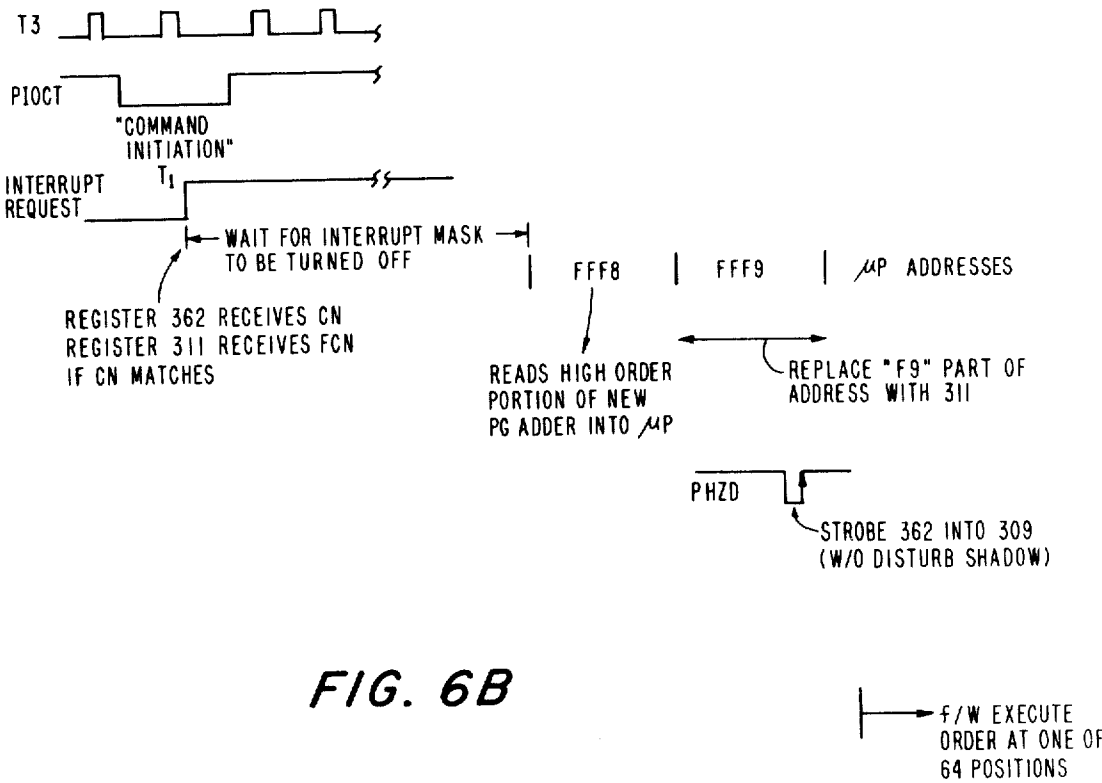 T3
PIOCT
"COMMAND
INITIATION"
T1
INTERRUPT
REQUEST
WAIT FOR INTERRUPT MASK
TO BE TURNED OFF
FFF8
FFF9
µP ADDRESSES
REGISTER 362 RECEIVES CN
REGISTER 311 RECEIVES FCN
IF CN MATCHES
READS HIGH ORDER
PORTION OF NEW
PG ADDER INTO µP
REPLACE "F9" PART OF
ADDRESS WITH 311
PHZD
STROBE 362 INTO 309
(W/O DISTURB SHADOW)
FIG. 6B
f/W EXECUTE
ORDER AT ONE OF
64 POSITIONS